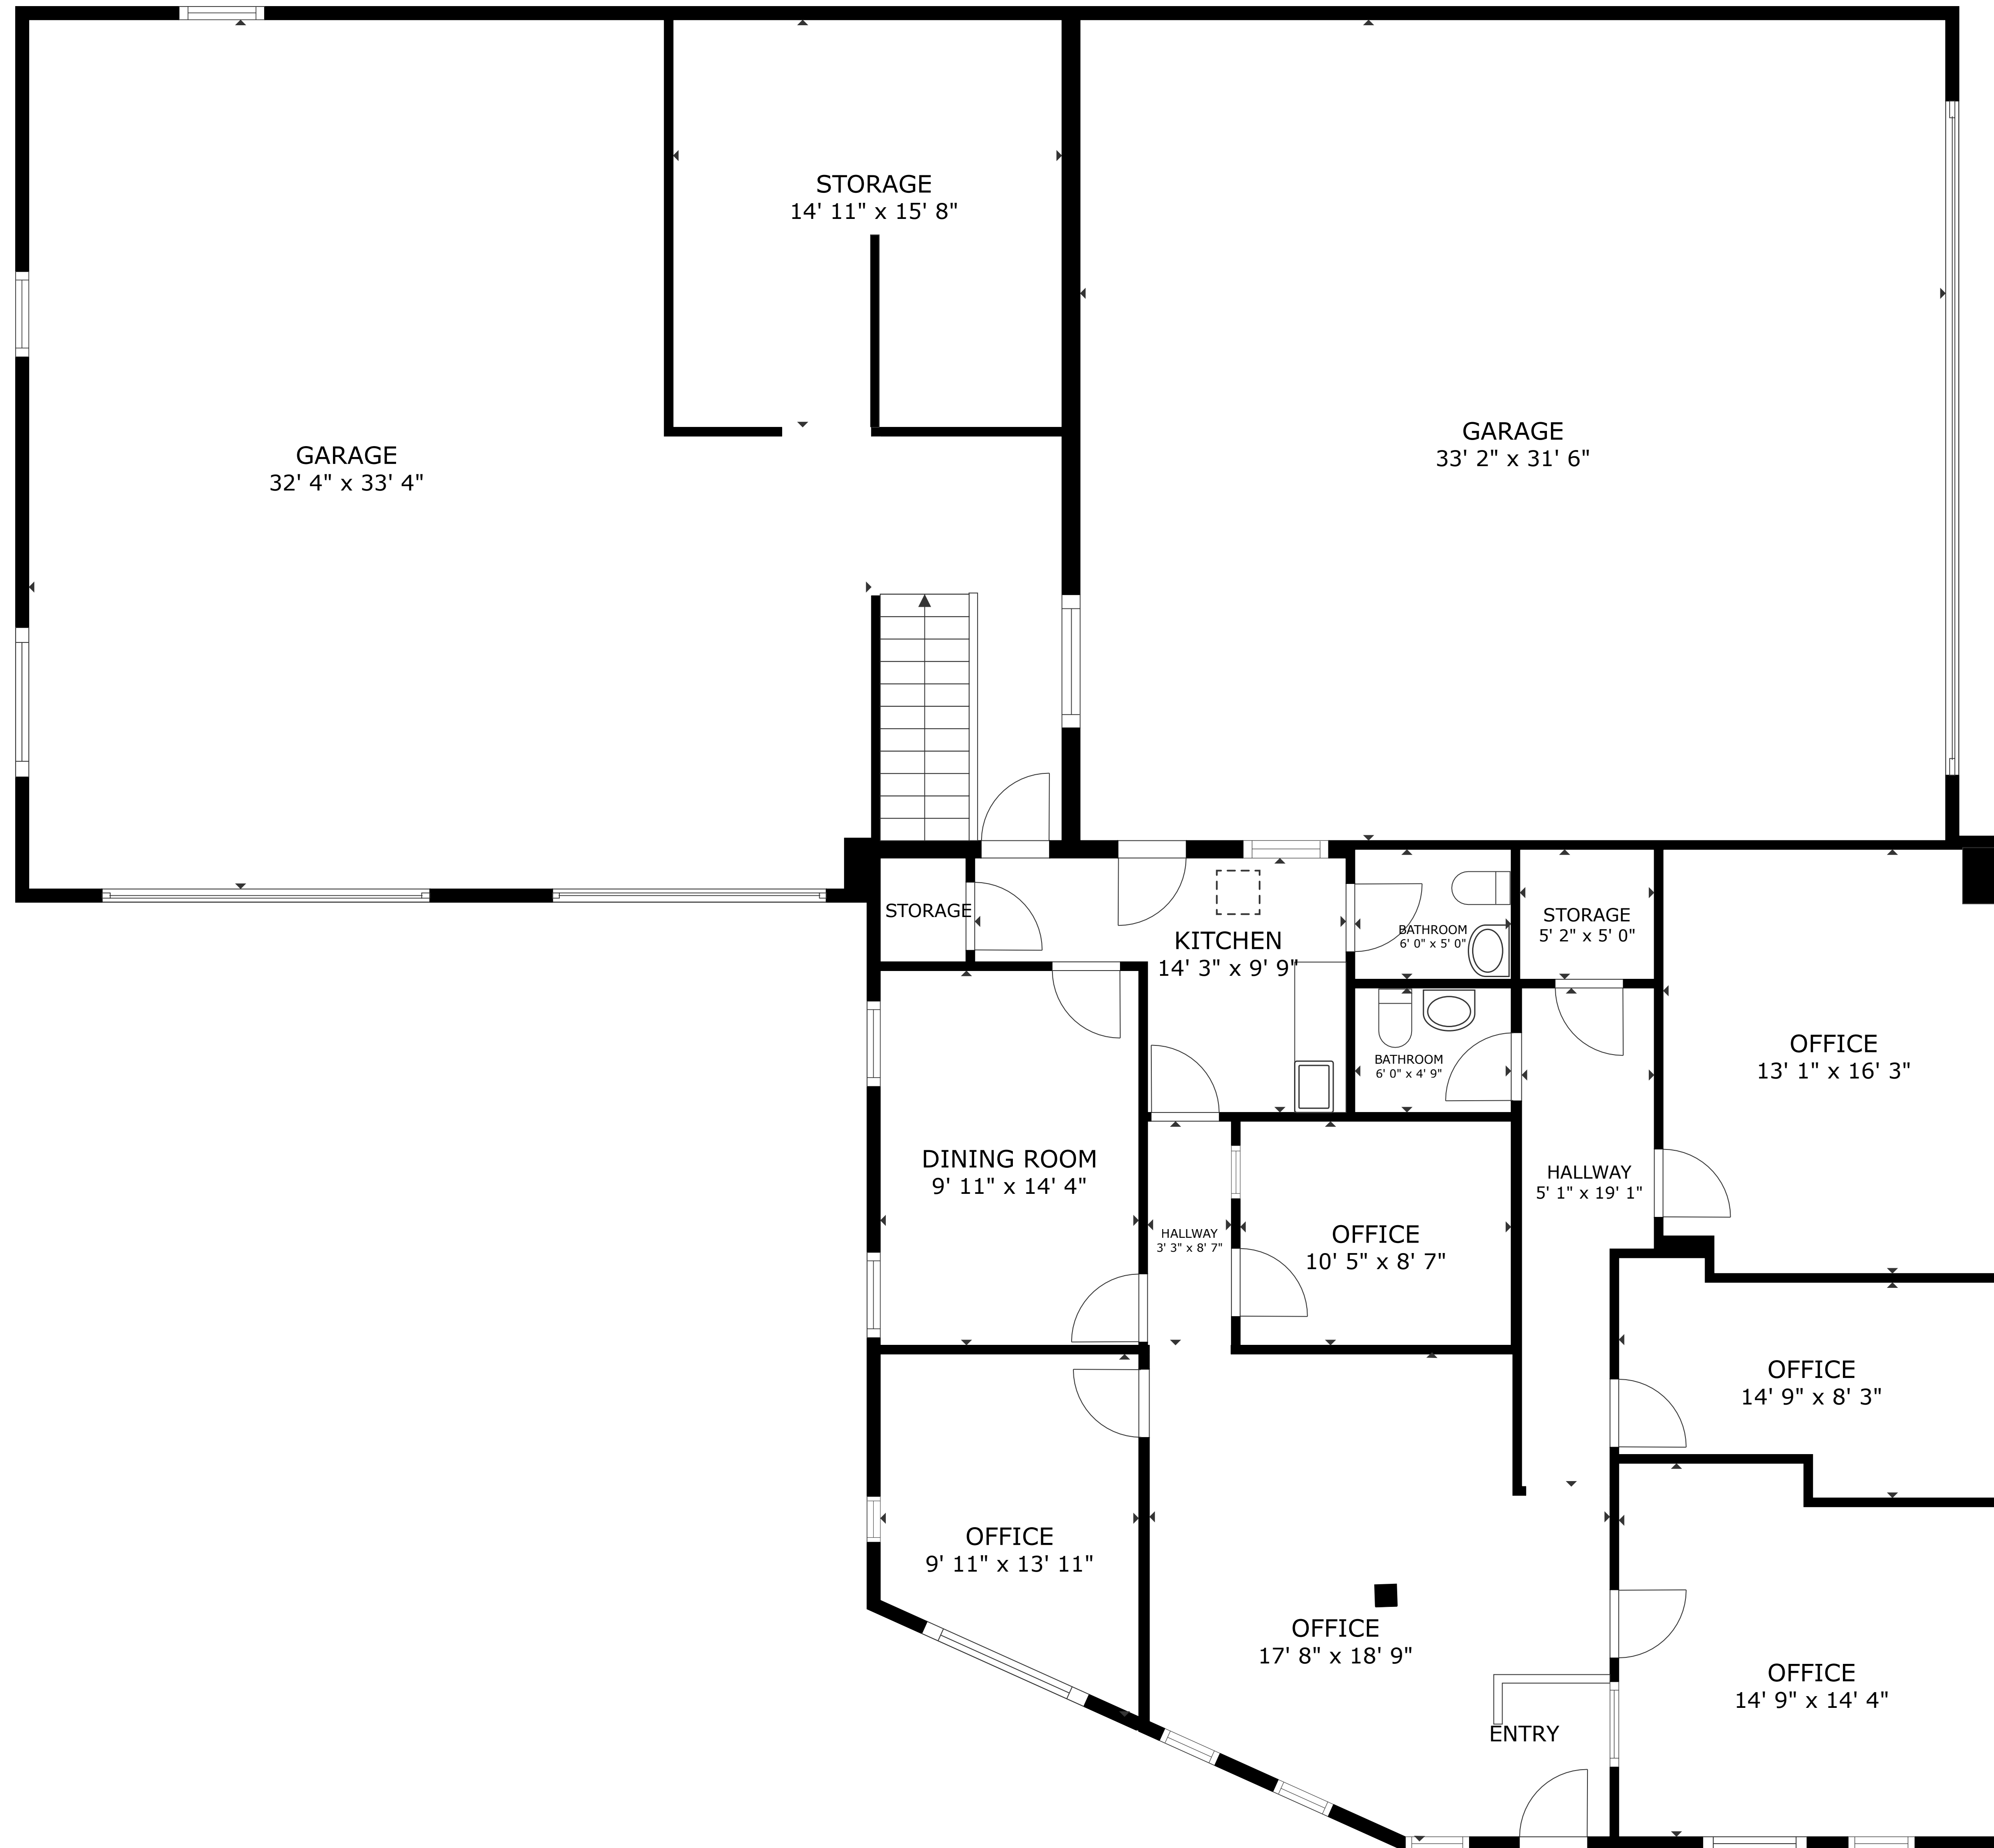 STORAGE
14' 11" x 15' 8"
GARAGE
33' 2" x 31' 6"
GARAGE
32' 4" x 33' 4"
STORAGE
KITCHEN
14' 3" x 9' 9"
BATHROOM
6' 0" x 5' 0"
STORAGE
5' 2" x 5' 0"
OFFICE
13' 1" x 16' 3"
BATHROOM
6' 0" x 4' 9"
DINING ROOM
9' 11" x 14' 4"
HALLWAY
5' 1" x 19' 1"
HALLWAY
3' 3" x 8' 7"
OFFICE
10' 5" x 8' 7"
OFFICE
14' 9" x 8' 3"
OFFICE
9' 11" x 13' 11"
OFFICE
17' 8" x 18' 9"
OFFICE
14' 9" x 14' 4"
ENTRY